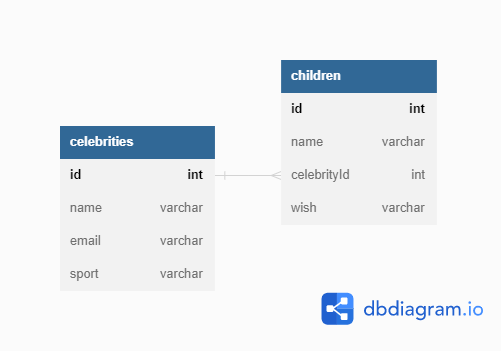 celebrities
id int
name varchar
email varchar
sport varchar
children
id int
name varchar
celebrityId int
wish varchar
dbdiagram.io